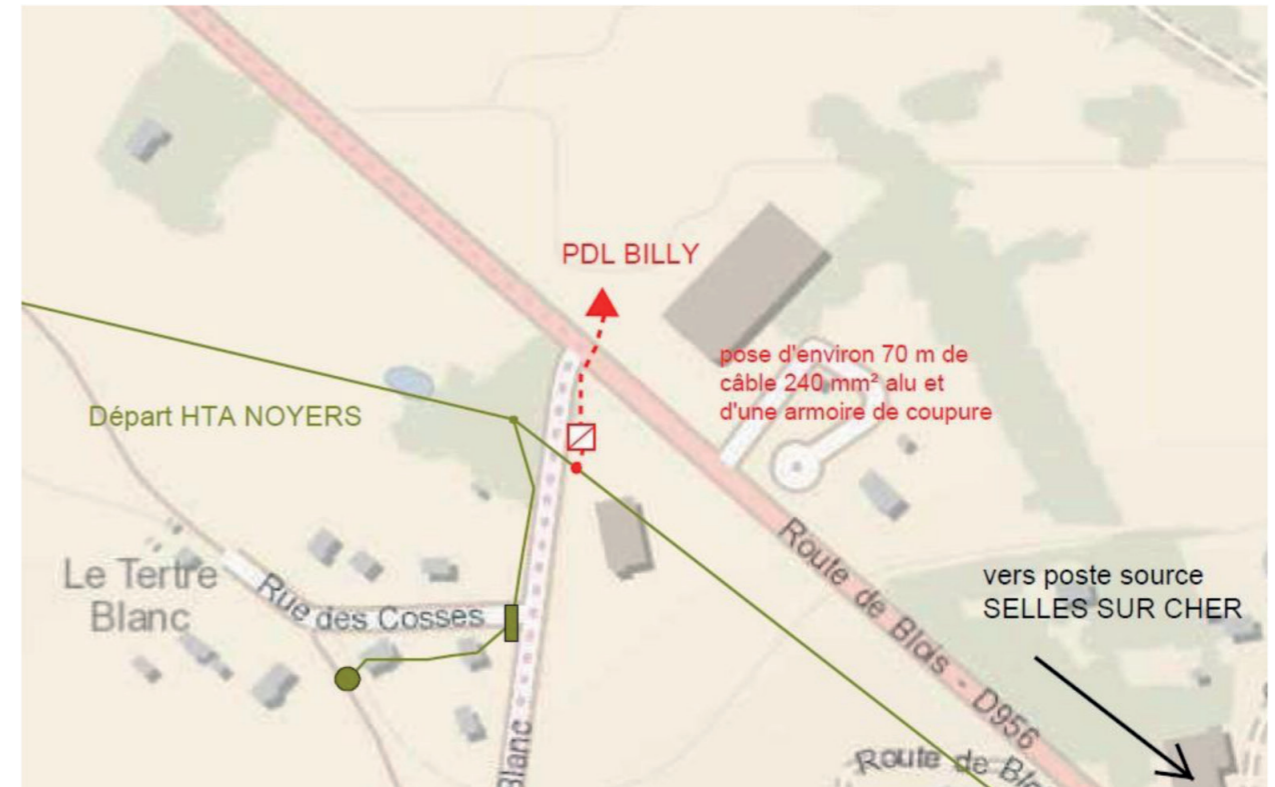 PDL BILLY
pose d'environ 70 m de
câble 240 mm² alu et
d'une armoire de coupure
Départ HTA NOYERS
Route de Blois - D956
Le Tertre
Blanc
Rue des Cosses
vers poste source
SELLES SUR CHER
Blanc
Route de Blo